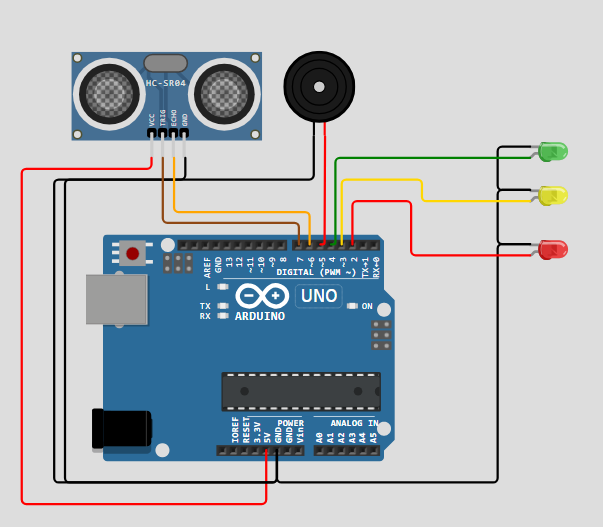 HC-SR04
VCC
TRIG
ECHO
GND
AREF
GND
13
12
~11
~10
~9
8
7
~6
~5
4
~3
2
TX→1
RX←0
DIGITAL (PWM ~)
L
TX
RX
UNO
ON
ARDUINO
IOREF
RESET
3.3V
5V
GND
GND
Vin
POWER
ANALOG IN
A0
A1
A2
A3
A4
A5